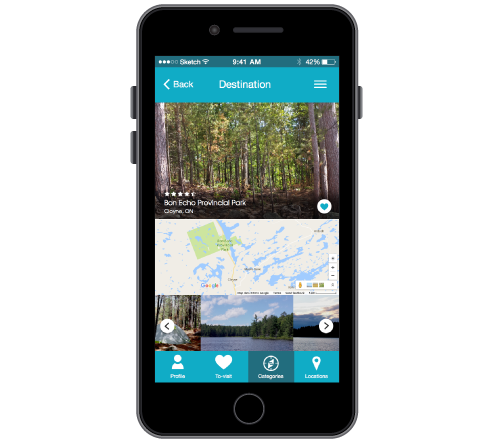 Sketch 9:41 AM 42%
Back Destination
Bon Echo Provincial Park
Cloyne, ON
Google
Profile To-visit Categories Locations